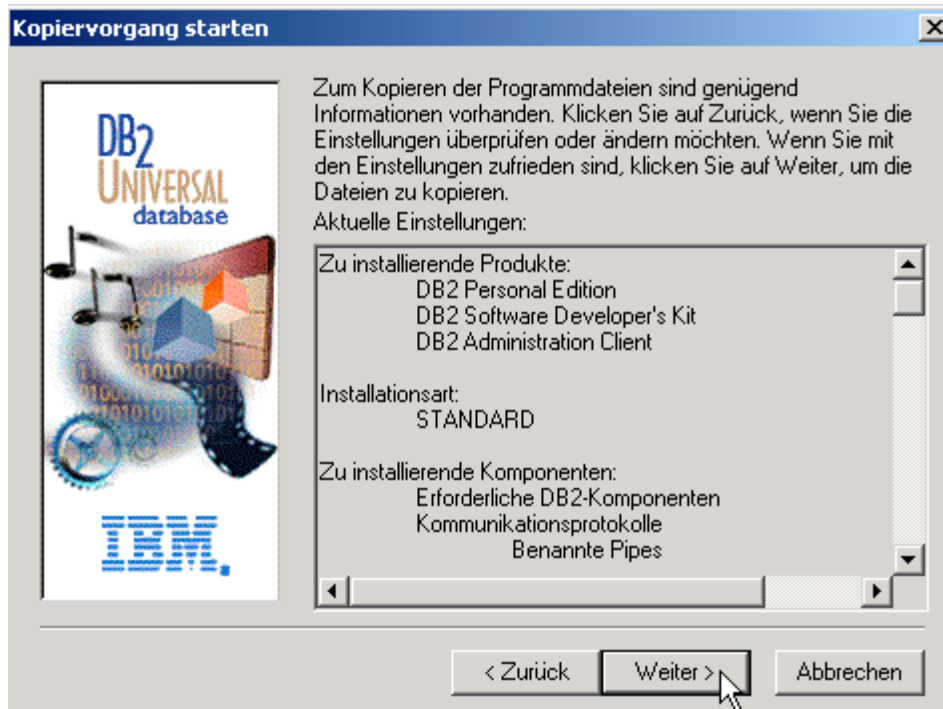 Kopiervorgang starten
DB2
UNIVERSAL
database
IBM.
Zum Kopieren der Programmdateien sind genügend
Informationen vorhanden. Klicken Sie auf Zurück, wenn Sie die
Einstellungen überprüfen oder ändern möchten. Wenn Sie mit
den Einstellungen zufrieden sind, klicken Sie auf Weiter, um die
Dateien zu kopieren.
Aktuelle Einstellungen:
Zu installierende Produkte:
DB2 Personal Edition
DB2 Software Developer's Kit
DB2 Administration Client
Installationsart:
STANDARD
Zu installierende Komponenten:
Erforderliche DB2-Komponenten
Kommunikationsprotokolle
Benannte Pipes
< Zurück
Weiter >
Abbrechen